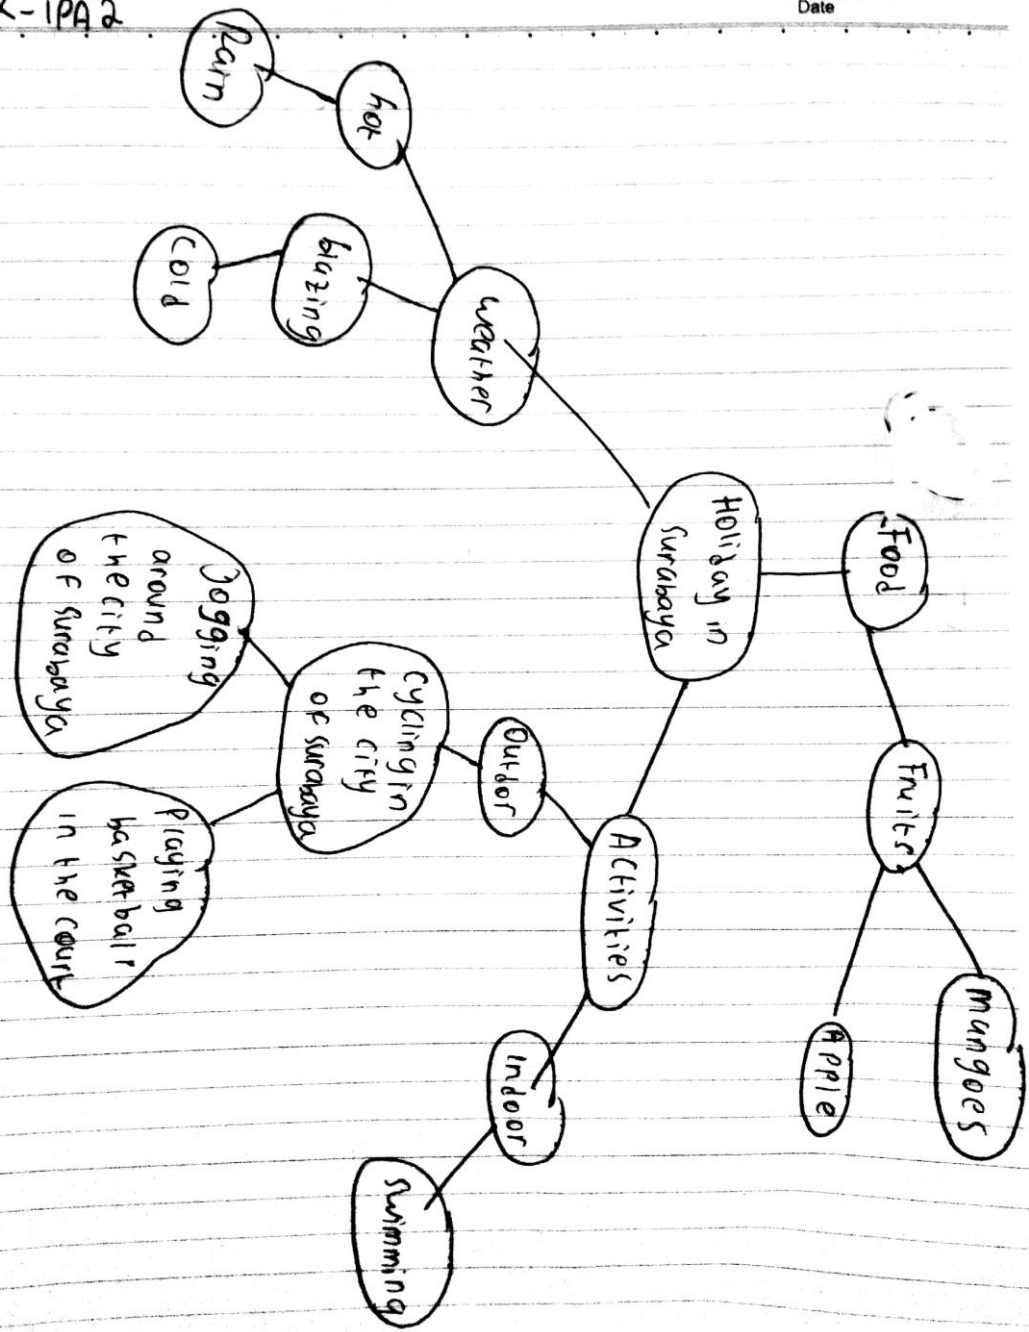 X-IPA 2
Date
Food
Fruits
Mangoes
Apple
Holiday in
Surabaya
Weather
hot
Rain
blazing
Cold
Activities
Outdor
Cycling in
the city
of surabaya
Jogging
around
the city
of surabaya
Playing
basketball
in the court
Indoor
Swimming